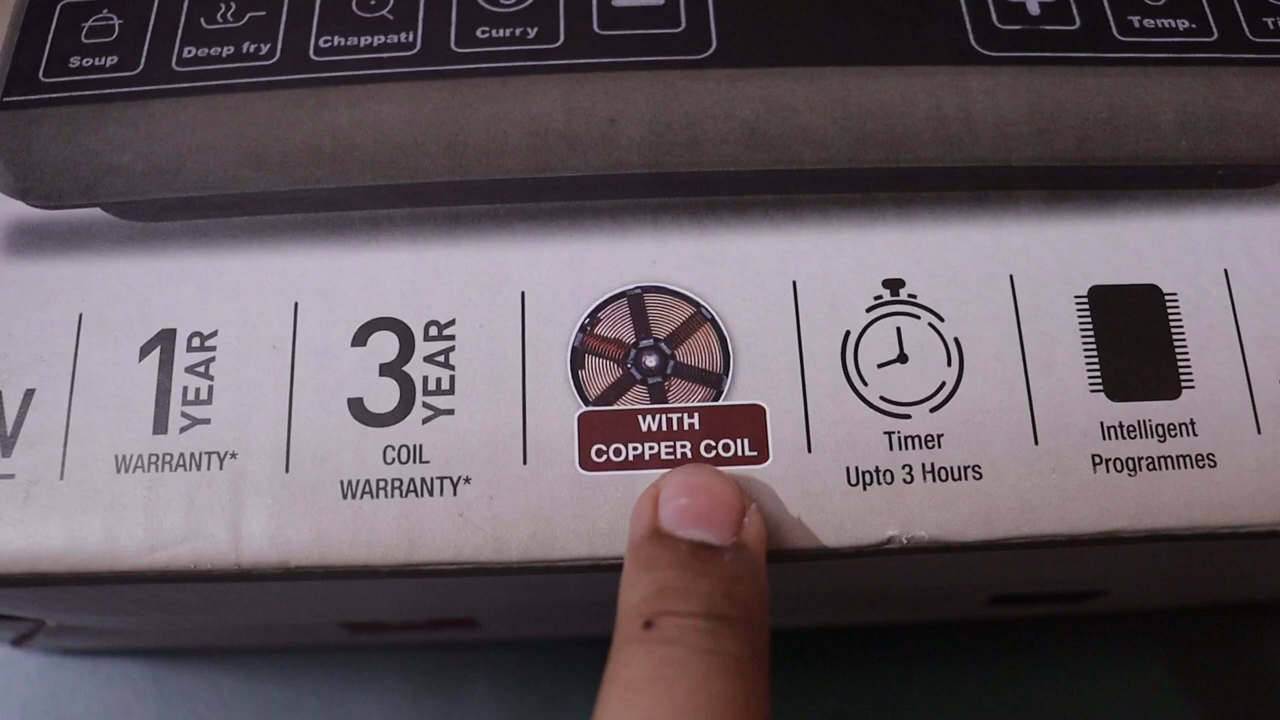 Soup
Deep fry
Chappati
Curry
Temp.
1 YEAR
WARRANTY*
3 YEAR
COIL
WARRANTY*
WITH
COPPER COIL
Timer
Upto 3 Hours
Intelligent
Programmes